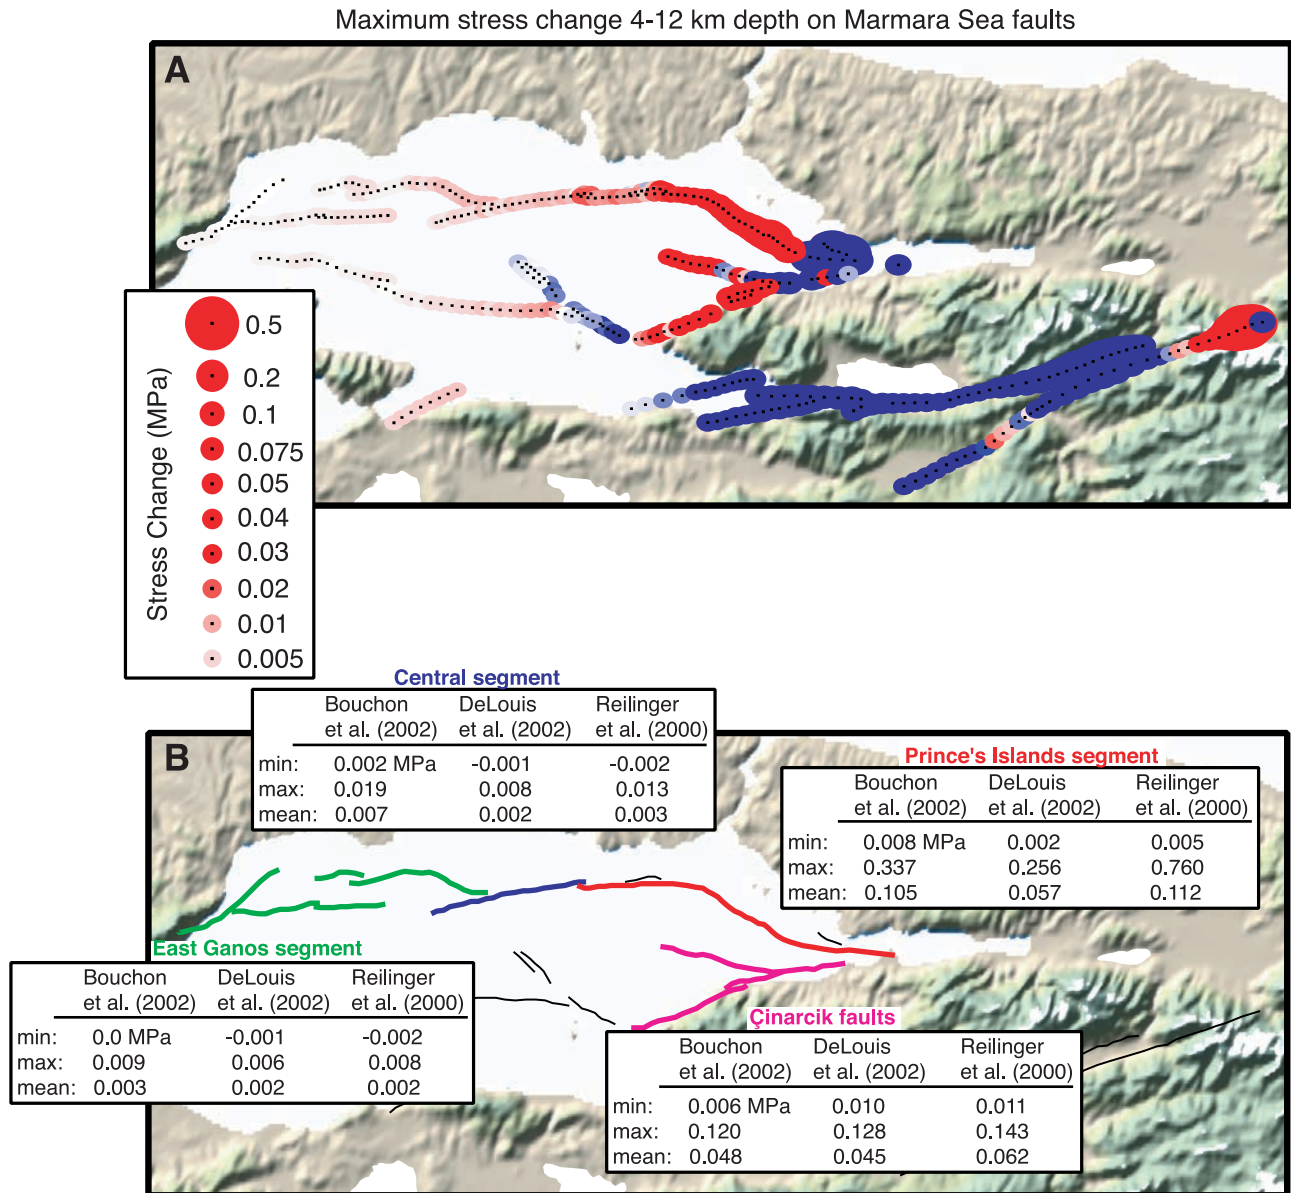 Maximum stress change 4-12 km depth on Marmara Sea faults
A
Stress Change (MPa)
0.5
0.2
0.1
0.075
0.05
0.04
0.03
0.02
0.01
0.005
Central segment
Bouchon et al. (2002) DeLouis et al. (2002) Reilinger et al. (2000)
min: 0.002 MPa -0.001 -0.002
max: 0.019 0.008 0.013
mean: 0.007 0.002 0.003
B
Prince's Islands segment
Bouchon et al. (2002) DeLouis et al. (2002) Reilinger et al. (2000)
min: 0.008 MPa 0.002 0.005
max: 0.337 0.256 0.760
mean: 0.105 0.057 0.112
East Ganos segment
Bouchon et al. (2002) DeLouis et al. (2002) Reilinger et al. (2000)
min: 0.0 MPa -0.001 -0.002
max: 0.009 0.006 0.008
mean: 0.003 0.002 0.002
Çinarcik faults
Bouchon et al. (2002) DeLouis et al. (2002) Reilinger et al. (2000)
min: 0.006 MPa 0.010 0.011
max: 0.120 0.128 0.143
mean: 0.048 0.045 0.062